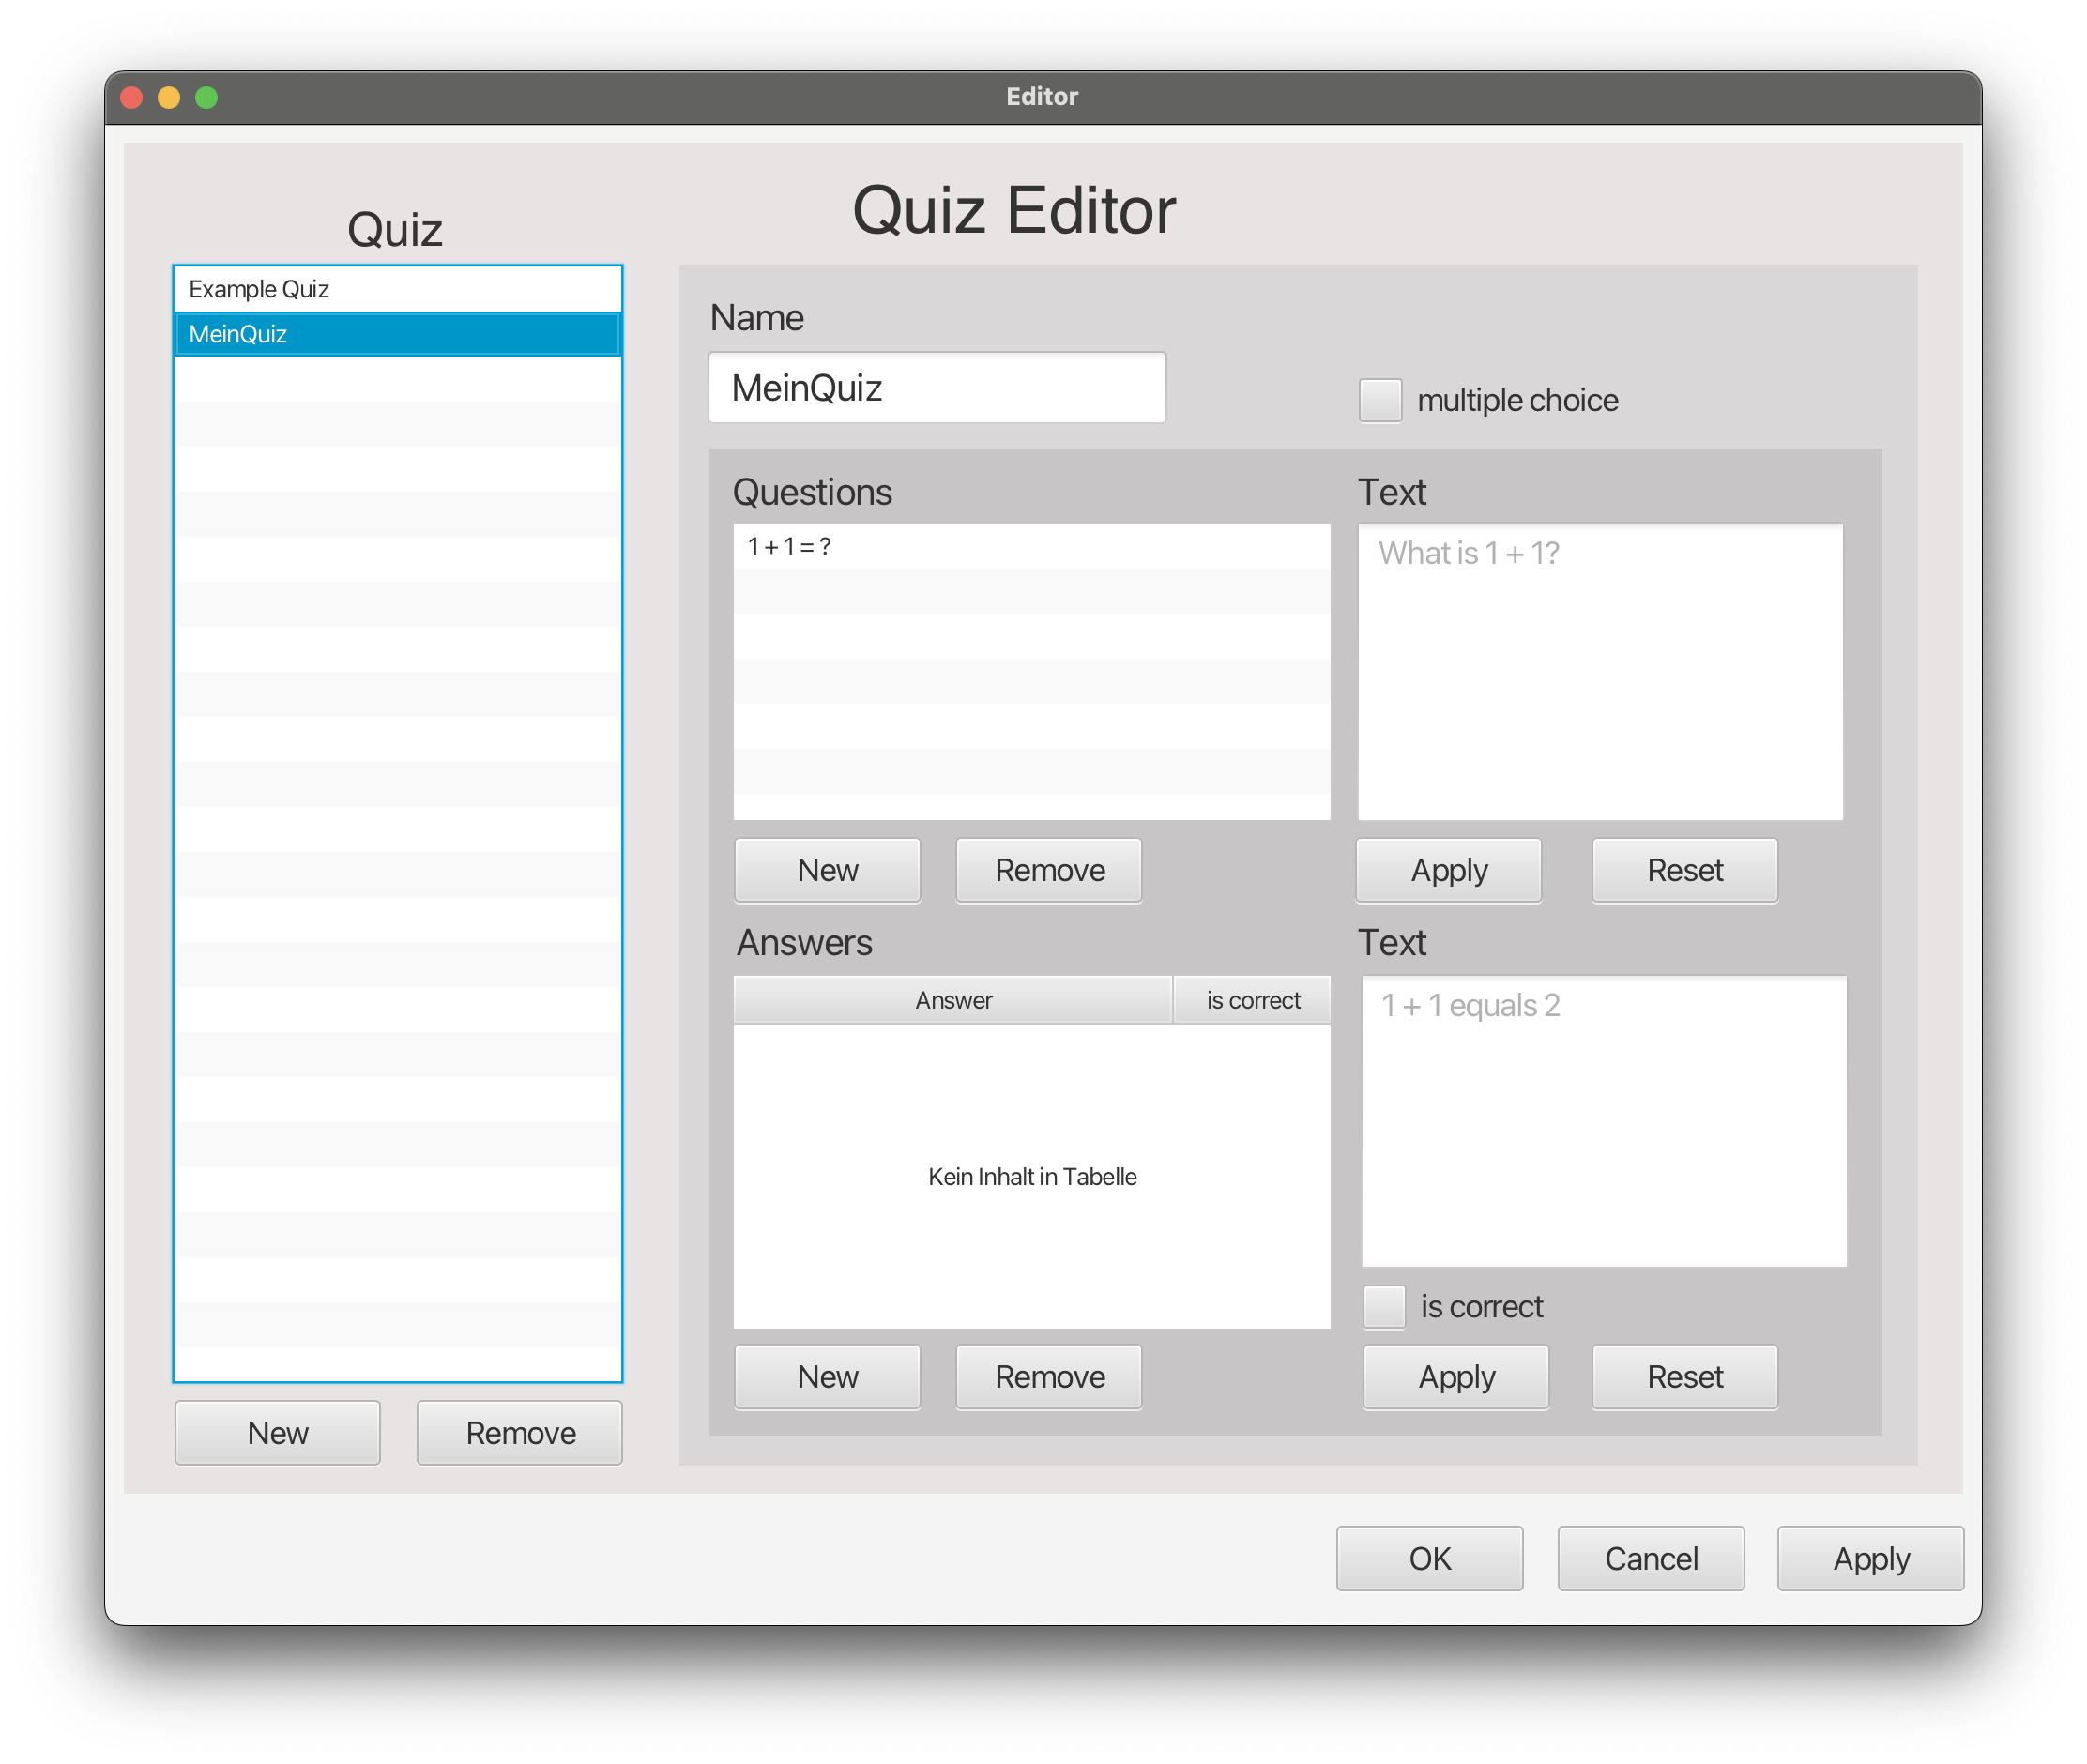 Editor
Quiz Editor
Quiz
Example Quiz
MeinQuiz
New
Remove
Name
MeinQuiz
multiple choice
Questions
1 + 1 = ?
New
Remove
Text
What is 1 + 1?
Apply
Reset
Answers
Answer
is correct
Kein Inhalt in Tabelle
New
Remove
Text
1 + 1 equals 2
is correct
Apply
Reset
OK
Cancel
Apply